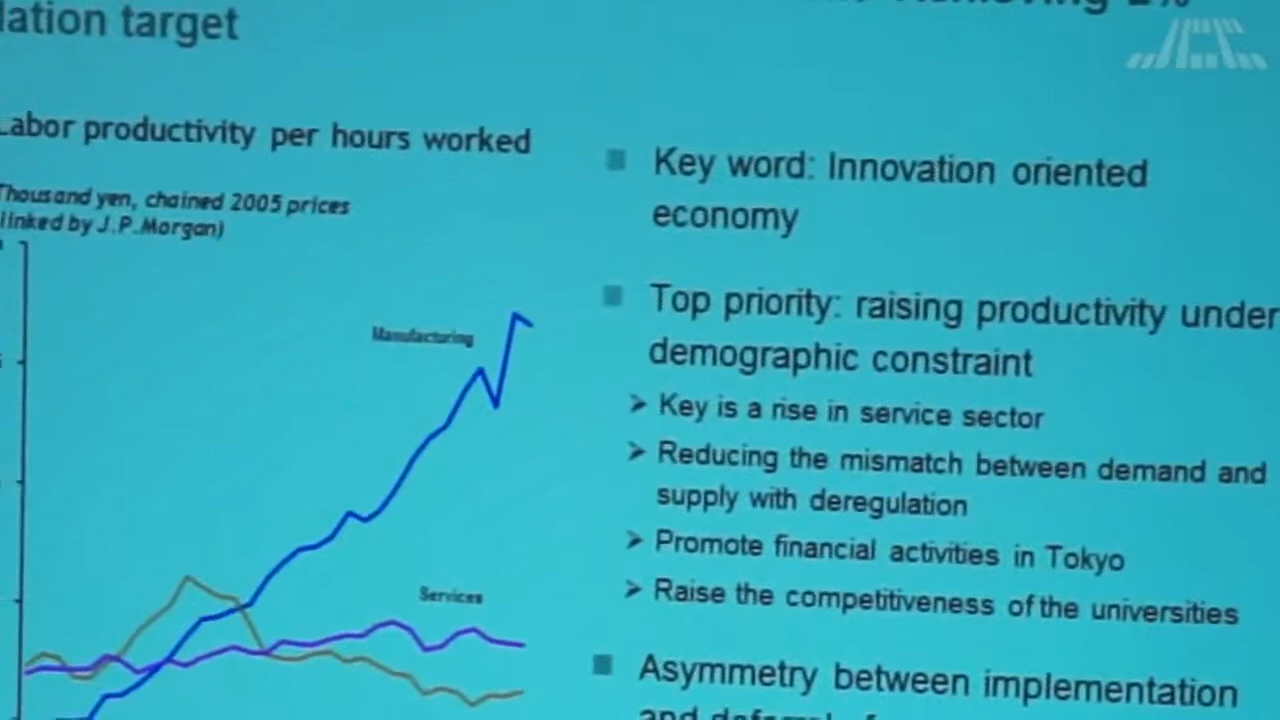 lation target
Labor productivity per hours worked
Thousand yen, chained 2005 prices
linked by J.P.Morgan)
Manufacturing
Services
Achieving 2%
Key word: Innovation oriented
economy
Top priority: raising productivity under
demographic constraint
Key is a rise in service sector
Reducing the mismatch between demand and
supply with deregulation
Promote financial activities in Tokyo
Raise the competitiveness of the universities
Asymmetry between implementation
and